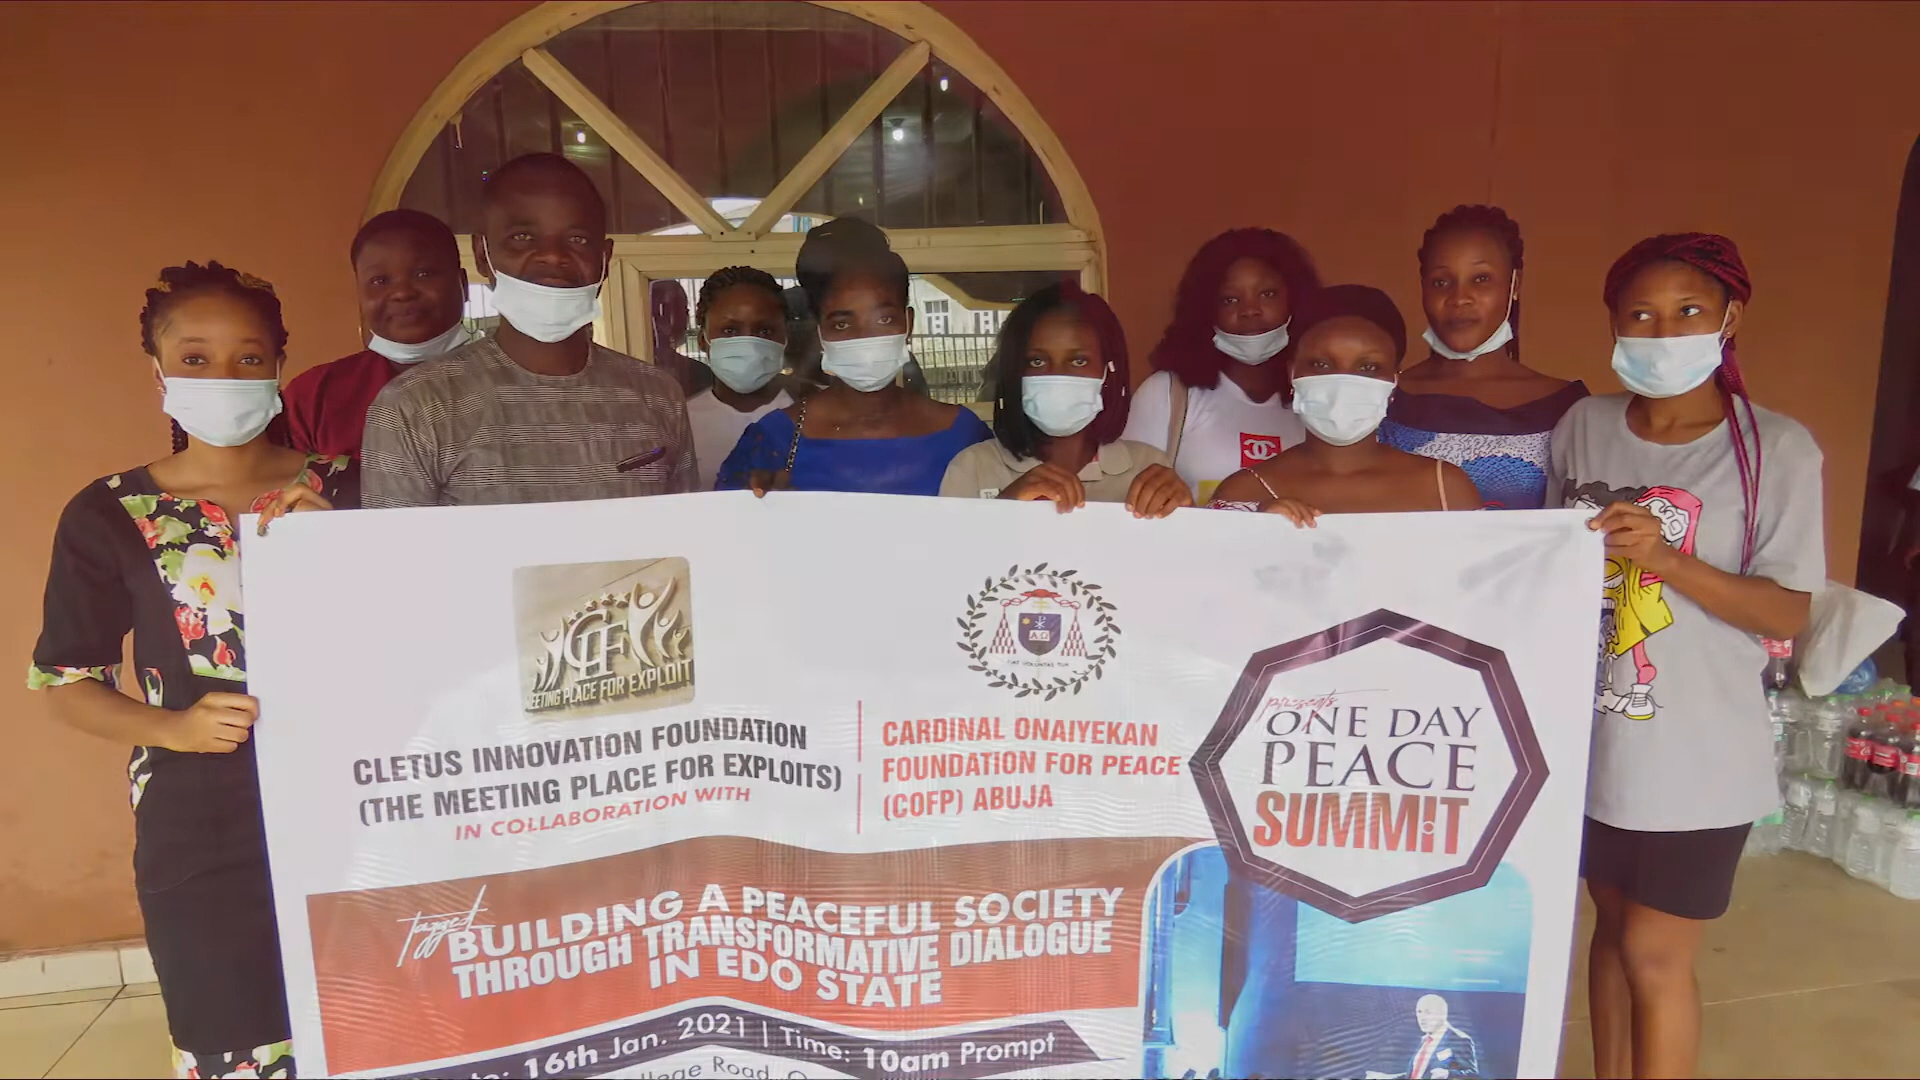 CIF
MEETING PLACE FOR EXPLOIT
CLETUS INNOVATION FOUNDATION
(THE MEETING PLACE FOR EXPLOITS)
IN COLLABORATION WITH
CARDINAL ONAIYEKAN
FOUNDATION FOR PEACE
(COFP) ABUJA
presents
ONE DAY
PEACE
SUMMIT
BUILDING A PEACEFUL SOCIETY
THROUGH TRANSFORMATIVE DIALOGUE
IN EDO STATE
16th Jan. 2021 | Time: 10am Prompt
Road